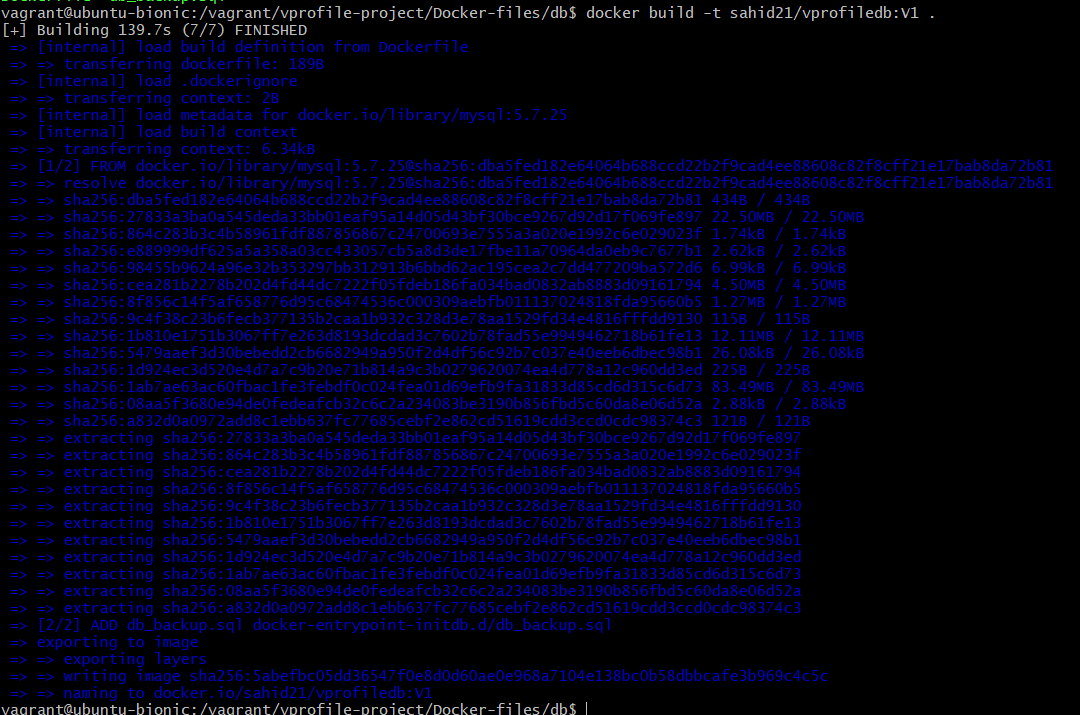 vagrant@ubuntu-bionic:/vagrant/vprofile-project/Docker-files/db$ docker build -t sahid21/vprofiledb:V1 .
[+] Building 139.7s (7/7) FINISHED
=> [internal] load build definition from Dockerfile
=> => transferring dockerfile: 189B
=> [internal] load .dockerignore
=> => transferring context: 2B
=> [internal] load metadata for docker.io/library/mysql:5.7.25
=> [internal] load build context
=> => transferring context: 6.34kB
=> [1/2] FROM docker.io/library/mysql:5.7.25@sha256:dba5fed182e64064b688ccd22b2f9cad4ee88608c82f8cff21e17bab8da72b81
=> => resolve docker.io/library/mysql:5.7.25@sha256:dba5fed182e64064b688ccd22b2f9cad4ee88608c82f8cff21e17bab8da72b81
=> => sha256:dba5fed182e64064b688ccd22b2f9cad4ee88608c82f8cff21e17bab8da72b81 434B / 434B
=> => sha256:27833a3ba0a545deda33bb01eaf95a14d05d43bf30bce9267d92d17f069fe897 22.50MB / 22.50MB
=> => sha256:864c283b3c4b58961fdf887856867c24700693e7555a3a020e1992c6e029023f 1.74kB / 1.74kB
=> => sha256:e889999df625a5a358a03cc433057cb5a8d3de17fbe11a70964da0eb9c7677b1 2.62kB / 2.62kB
=> => sha256:98455b9624a96e32b353297bb312913b6bbd62ac195cea2c7dd477209ba572d6 6.99kB / 6.99kB
=> => sha256:cea281b2278b202d4fd44dc7222f05fdeb186fa034bad0832ab8883d09161794 4.50MB / 4.50MB
=> => sha256:8f856c14f5af658776d95c68474536c000309aebfb011137024818fda95660b5 1.27MB / 1.27MB
=> => sha256:9c4f38c23b6fecb377135b2caa1b932c328d3e78aa1529fd34e4816fffdd9130 115B / 115B
=> => sha256:1b810e1751b3067ff7e263d8193dcdad3c7602b78fad55e9949462718b61fe13 12.11MB / 12.11MB
=> => sha256:5479aaef3d30bebedd2cb6682949a950f2d4df56c92b7c037e40eeb6dbec98b1 26.08kB / 26.08kB
=> => sha256:1d924ec3d520e4d7a7c9b20e71b814a9c3b0279620074ea4d778a12c960dd3ed 225B / 225B
=> => sha256:1ab7ae63ac60fbac1fe3febdf0c024fea01d69efb9fa31833d85cd6d315c6d73 83.49MB / 83.49MB
=> => sha256:08aa5f3680e94de0fedeafcb32c6c2a234083be3190b856fbd5c60da8e06d52a 2.88kB / 2.88kB
=> => sha256:a832d0a0972add8c1ebb637fc77685cebf2e862cd51619cdd3ccd0cdc98374c3 121B / 121B
=> => extracting sha256:27833a3ba0a545deda33bb01eaf95a14d05d43bf30bce9267d92d17f069fe897
=> => extracting sha256:864c283b3c4b58961fdf887856867c24700693e7555a3a020e1992c6e029023f
=> => extracting sha256:cea281b2278b202d4fd44dc7222f05fdeb186fa034bad0832ab8883d09161794
=> => extracting sha256:8f856c14f5af658776d95c68474536c000309aebfb011137024818fda95660b5
=> => extracting sha256:9c4f38c23b6fecb377135b2caa1b932c328d3e78aa1529fd34e4816fffdd9130
=> => extracting sha256:1b810e1751b3067ff7e263d8193dcdad3c7602b78fad55e9949462718b61fe13
=> => extracting sha256:5479aaef3d30bebedd2cb6682949a950f2d4df56c92b7c037e40eeb6dbec98b1
=> => extracting sha256:1d924ec3d520e4d7a7c9b20e71b814a9c3b0279620074ea4d778a12c960dd3ed
=> => extracting sha256:1ab7ae63ac60fbac1fe3febdf0c024fea01d69efb9fa31833d85cd6d315c6d73
=> => extracting sha256:08aa5f3680e94de0fedeafcb32c6c2a234083be3190b856fbd5c60da8e06d52a
=> => extracting sha256:a832d0a0972add8c1ebb637fc77685cebf2e862cd51619cdd3ccd0cdc98374c3
=> [2/2] ADD db_backup.sql docker-entrypoint-initdb.d/db_backup.sql
=> exporting to image
=> => exporting layers
=> => writing image sha256:5abefbc05dd36547f0e8d0d60ae0e968a7104e138bc0b58dbbcafe3b969c4c5c
=> => naming to docker.io/sahid21/vprofiledb:V1
vagrant@ubuntu-bionic:/vagrant/vprofile-project/Docker-files/db$